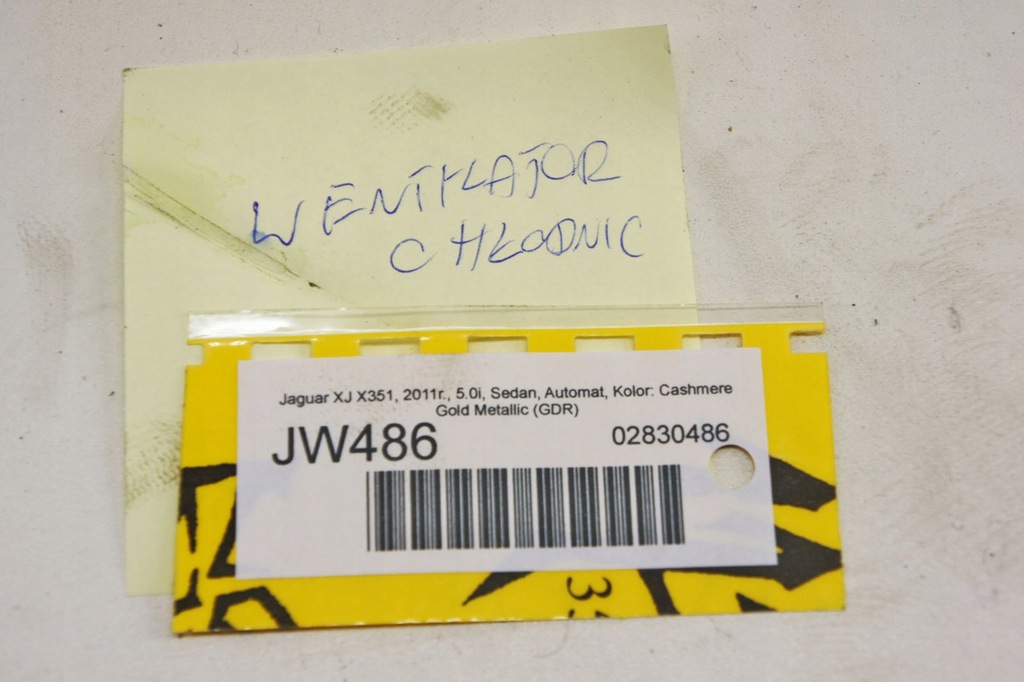 WENTYLATOR
CHŁODNIC
Jaguar XJ X351, 2011r., 5.0i, Sedan, Automat, Kolor: Cashmere
Gold Metallic (GDR)
JW486
02830486